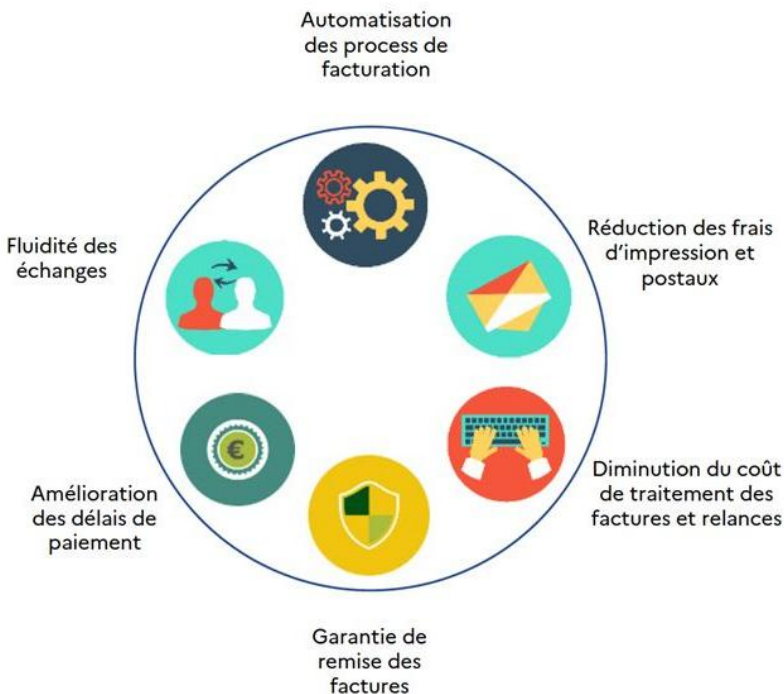 Automatisation
des process de
facturation
Réduction des frais
d’impression et
postaux
Diminution du coût
de traitement des
factures et relances
Garantie de
remise des
factures
Amélioration
des délais de
paiement
Fluidité des
échanges
€